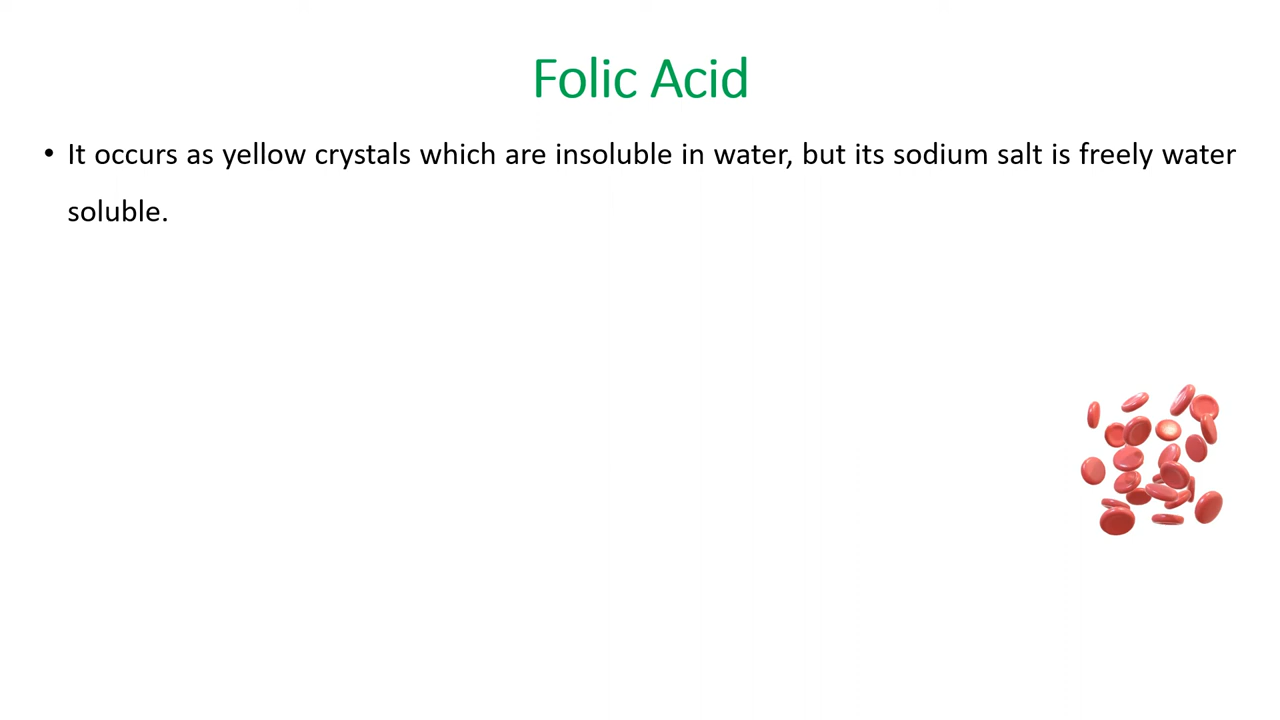 Folic Acid
• It occurs as yellow crystals which are insoluble in water, but its sodium salt is freely water
soluble.